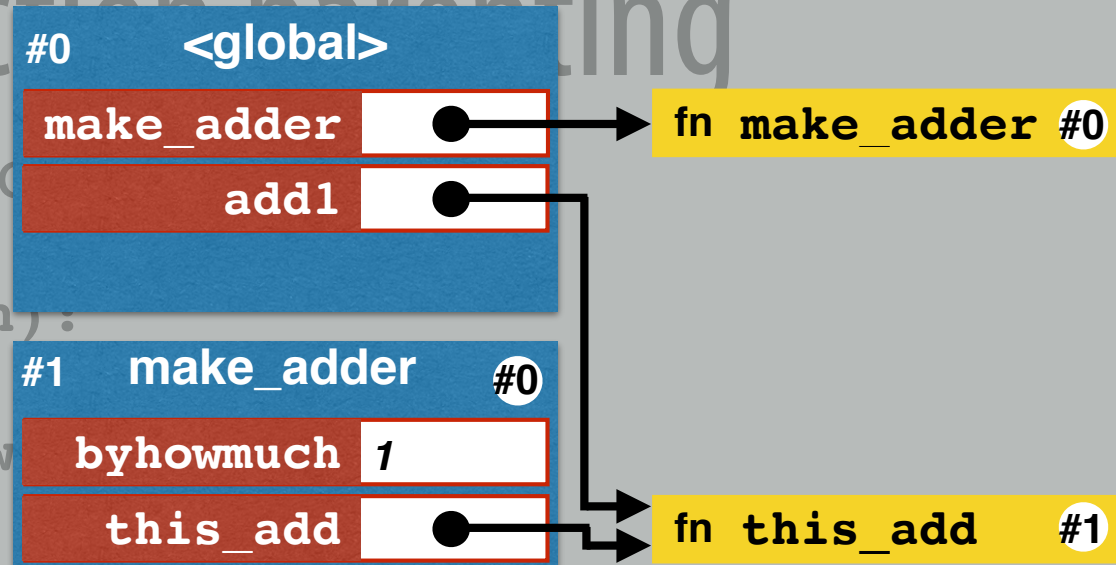 #0 <global>
make_adder
fn make_adder #0
add1
#1 make_adder #0
byhowmuch 1
this_add
fn this_add #1